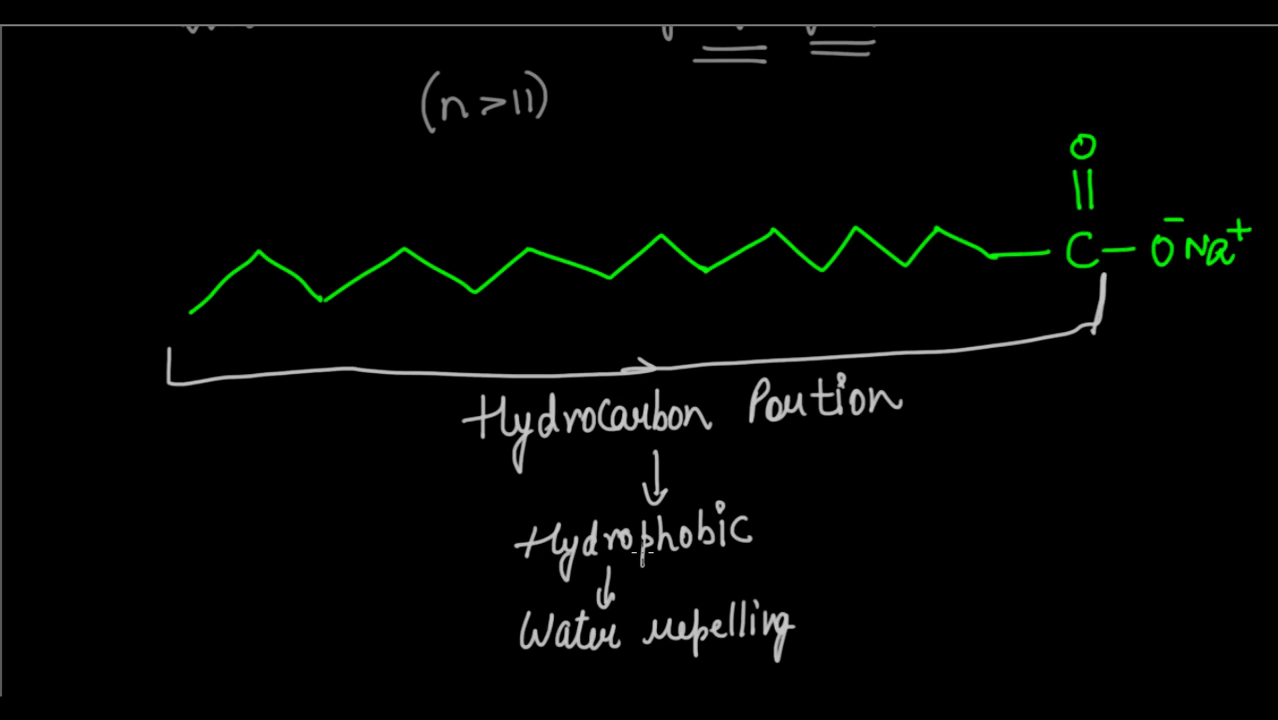 (n > 11)
O
C – O⁻ Na⁺
Hydrocarbon Portion
Hydrophobic
Water repelling